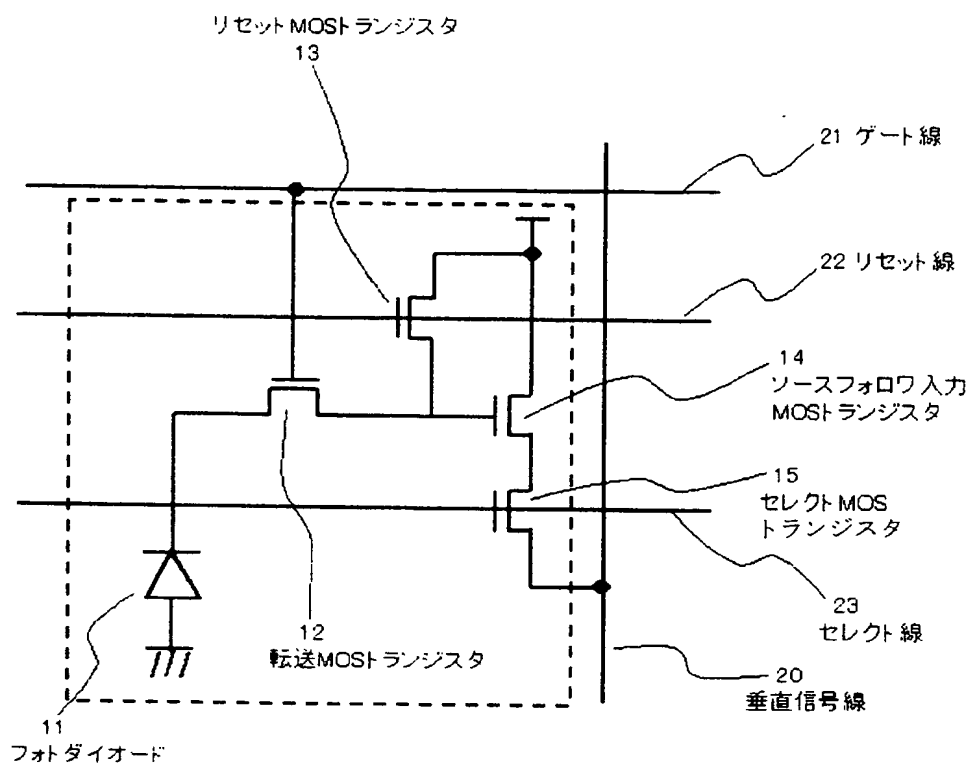 リセットMOSトランジスタ
13
21 ゲート線
22 リセット線
14
ソースフォロワ入力
MOSトランジスタ
15
セレクトMOS
トランジスタ
23
セレクト線
12
転送MOSトランジスタ
20
垂直信号線
11
フォトダイオード